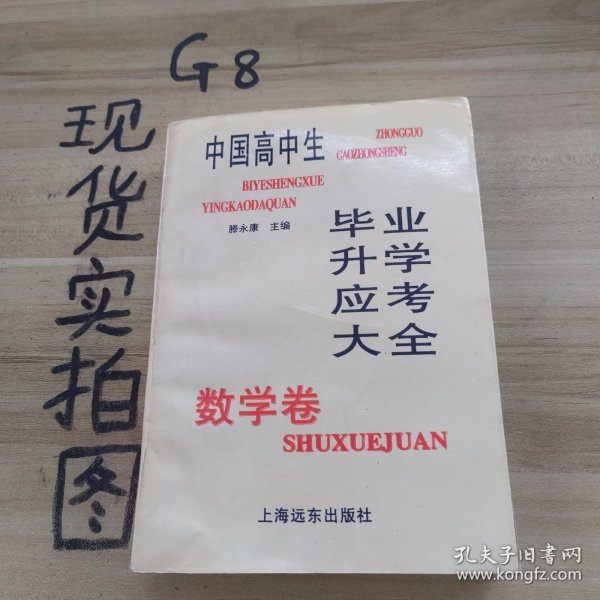 G8
现货实拍图
中国高中生
ZHONGGUO
GAOZHONGSHENG
BIYESHENGXUE
YINGKAODAQUAN
滕永康 主编
毕业
升学
应考
大全
数学卷
SHUXUEJUAN
上海远东出版社
孔夫子旧书网
www.kongfz.com